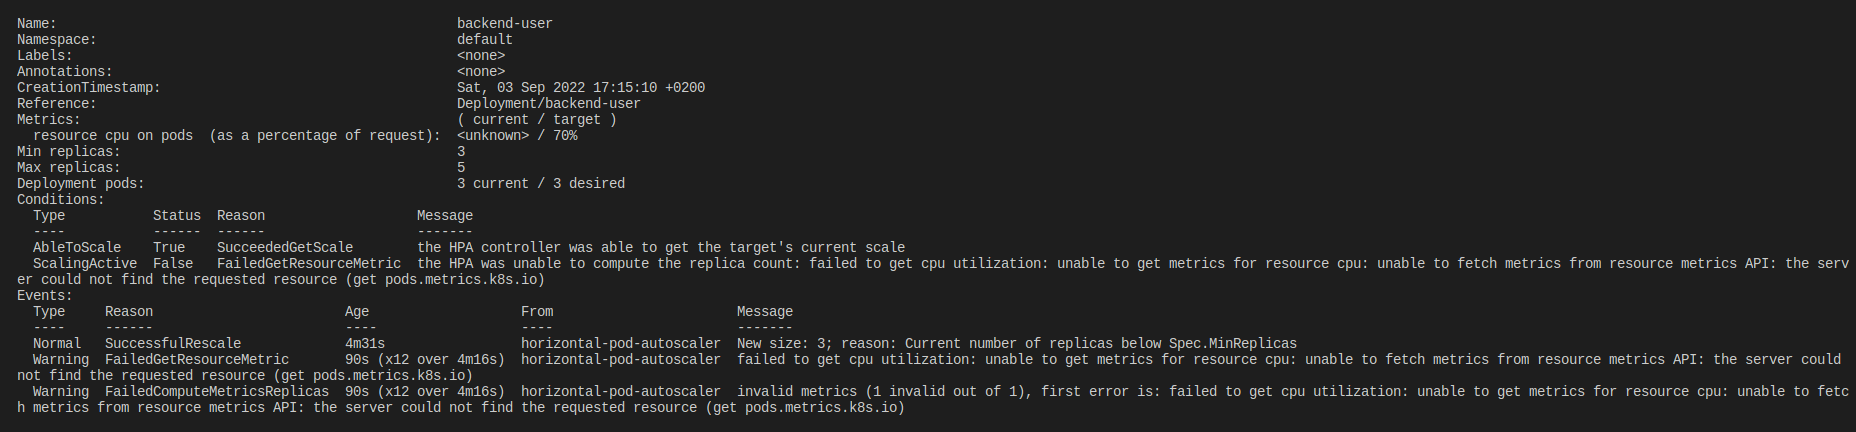 Name:                                                  backend-user
Namespace:                                             default
Labels:                                                <none>
Annotations:                                           <none>
CreationTimestamp:                                     Sat, 03 Sep 2022 17:15:10 +0200
Reference:                                             Deployment/backend-user
Metrics:                                               ( current / target )
  resource cpu on pods  (as a percentage of request):  <unknown> / 70%
Min replicas:                                          3
Max replicas:                                          5
Deployment pods:                                       3 current / 3 desired
Conditions:
  Type           Status  Reason                   Message
  ----           ------  ------                   -------
  AbleToScale    True    SucceededGetScale        the HPA controller was able to get the target's current scale
  ScalingActive  False   FailedGetResourceMetric  the HPA was unable to compute the replica count: failed to get cpu utilization: unable to get metrics for resource cpu: unable to fetch metrics from resource metrics API: the serv
er could not find the requested resource (get pods.metrics.k8s.io)
Events:
  Type     Reason                        Age                   From                       Message
  ----     ------                        ----                  ----                       -------
  Normal   SuccessfulRescale             4m31s                 horizontal-pod-autoscaler  New size: 3; reason: Current number of replicas below Spec.MinReplicas
  Warning  FailedGetResourceMetric       90s (x12 over 4m16s)  horizontal-pod-autoscaler  failed to get cpu utilization: unable to get metrics for resource cpu: unable to fetch metrics from resource metrics API: the server could
not find the requested resource (get pods.metrics.k8s.io)
  Warning  FailedComputeMetricsReplicas  90s (x12 over 4m16s)  horizontal-pod-autoscaler  invalid metrics (1 invalid out of 1), first error is: failed to get cpu utilization: unable to get metrics for resource cpu: unable to fetc
h metrics from resource metrics API: the server could not find the requested resource (get pods.metrics.k8s.io)